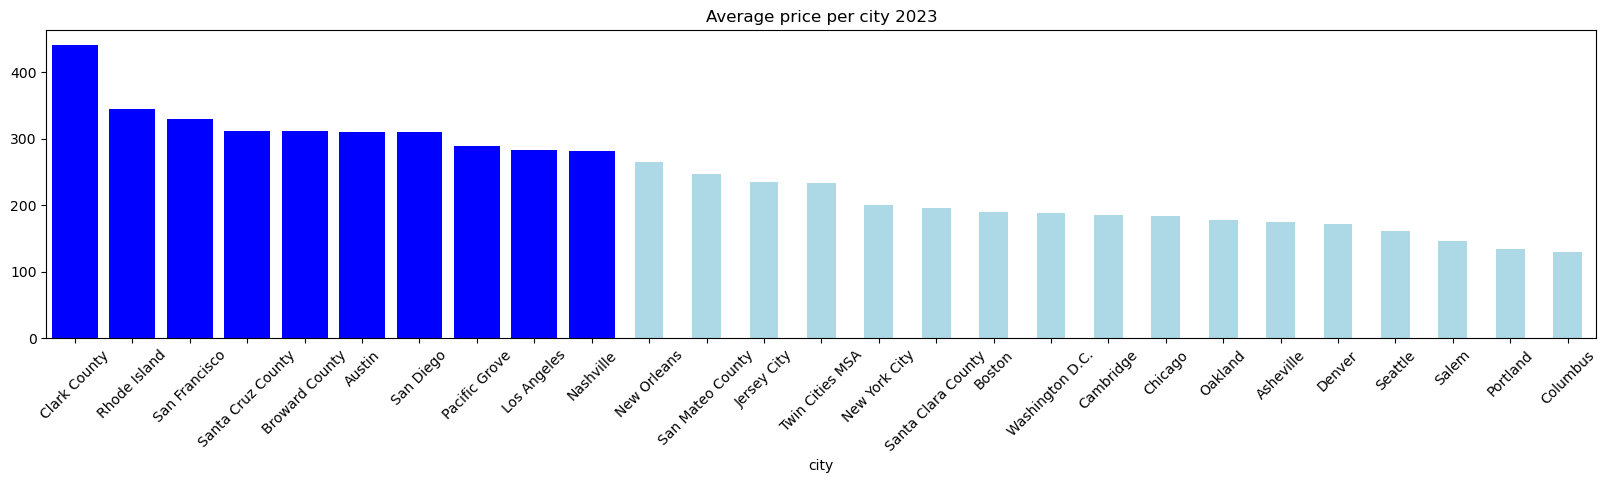 Average price per city 2023
400
300
200
100
0
Clark County
Rhode Island
San Francisco
Santa Cruz County
Broward County
Austin
San Diego
Pacific Grove
Los Angeles
Nashville
New Orleans
San Mateo County
Jersey City
Twin Cities MSA
New York City
Santa Clara County
Boston
Washington D.C.
Cambridge
Chicago
Oakland
Asheville
Denver
Seattle
Salem
Portland
Columbus
city